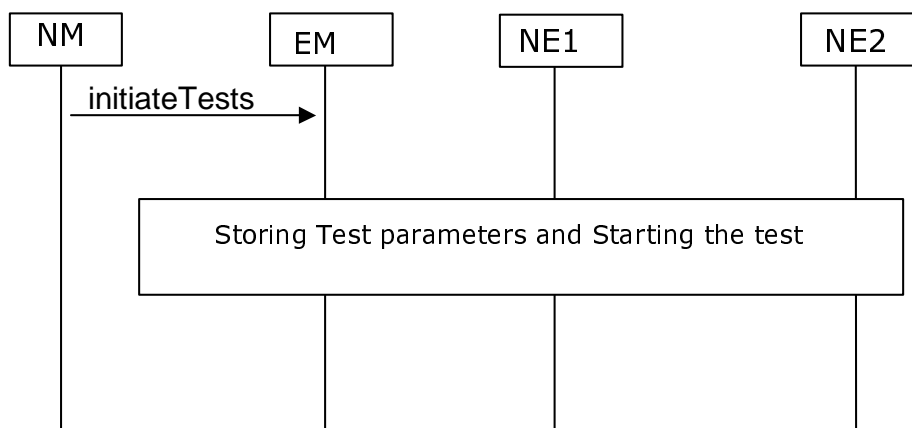 NM
EM
NE1
NE2
initiateTests
Storing Test parameters and Starting the test